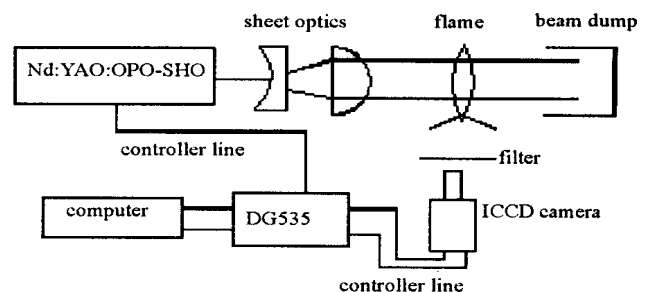 sheet optics
flame
beam dump
Nd:YAO:OPO-SHO
controller line
filter
computer
DG535
ICCD camera
controller line